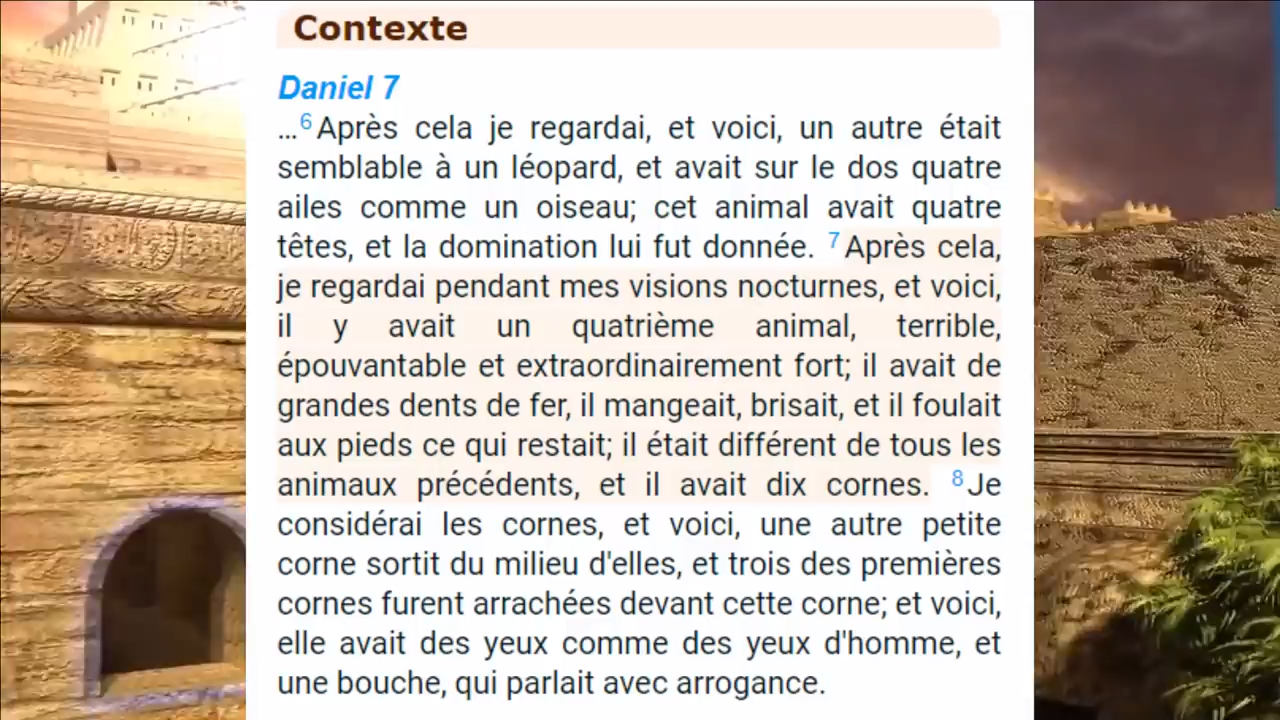 Contexte
Daniel 7
…6 Après cela je regardai, et voici, un autre était
semblable à un léopard, et avait sur le dos quatre
ailes comme un oiseau; cet animal avait quatre
têtes, et la domination lui fut donnée. 7 Après cela,
je regardai pendant mes visions nocturnes, et voici,
il y avait un quatrième animal, terrible,
épouvantable et extraordinairement fort; il avait de
grandes dents de fer, il mangeait, brisait, et il foulait
aux pieds ce qui restait; il était différent de tous les
animaux précédents, et il avait dix cornes. 8 Je
considérai les cornes, et voici, une autre petite
corne sortit du milieu d'elles, et trois des premières
cornes furent arrachées devant cette corne; et voici,
elle avait des yeux comme des yeux d'homme, et
une bouche, qui parlait avec arrogance.